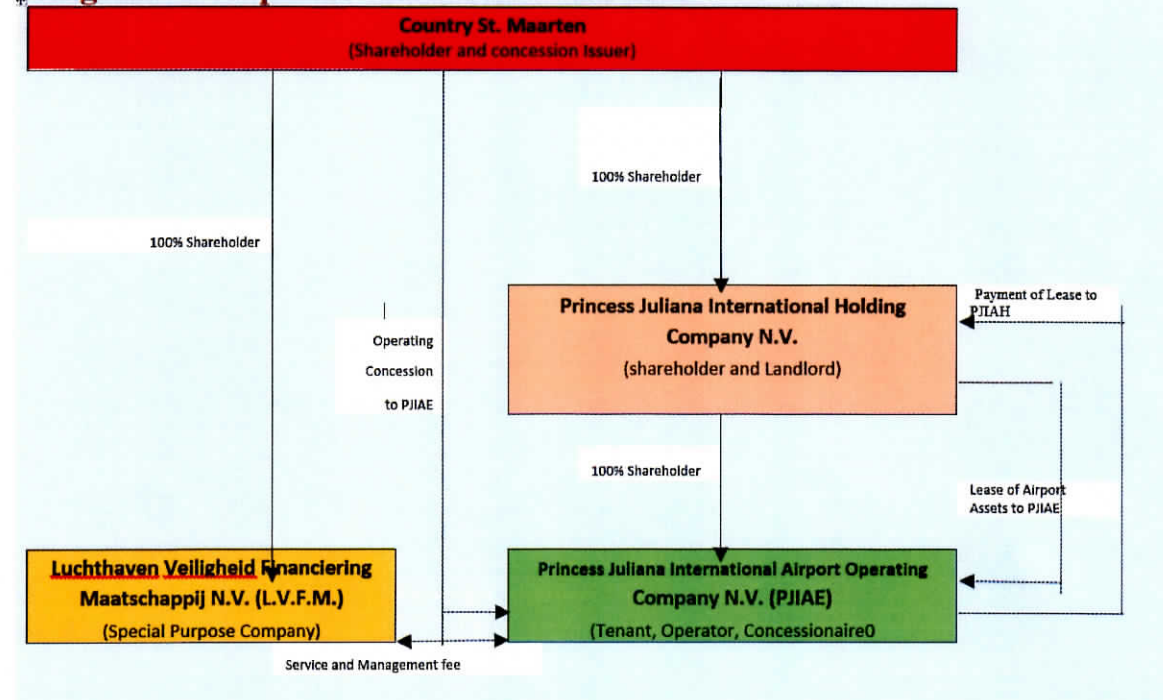 Country St. Maarten
(Shareholder and concession Issuer)
100% Shareholder
100% Shareholder
Princess Juliana International Holding
Company N.V.
(shareholder and Landlord)
Payment of Lease to
PJIAH
Operating
Concession
to PJIAE
100% Shareholder
Lease of Airport
Assets to PJIAE
Luchthaven Veiligheid Financiering
Maatschappij N.V. (L.V.F.M.)
(Special Purpose Company)
Princess Juliana International Airport Operating
Company N.V. (PJIAE)
(Tenant, Operator, Concessionaire0
Service and Management fee